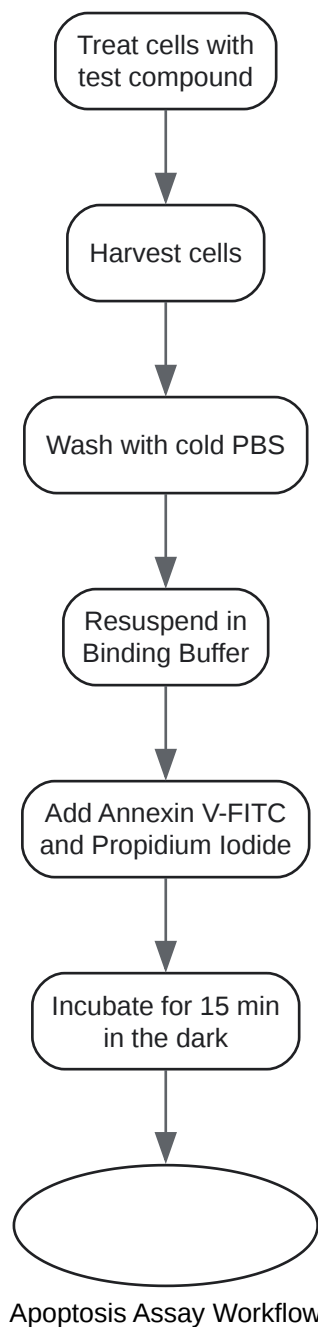 Treat cells with
test compound
Harvest cells
Wash with cold PBS
Resuspend in
Binding Buffer
Add Annexin V-FITC
and Propidium Iodide
Incubate for 15 min
in the dark
Apoptosis Assay Workflow